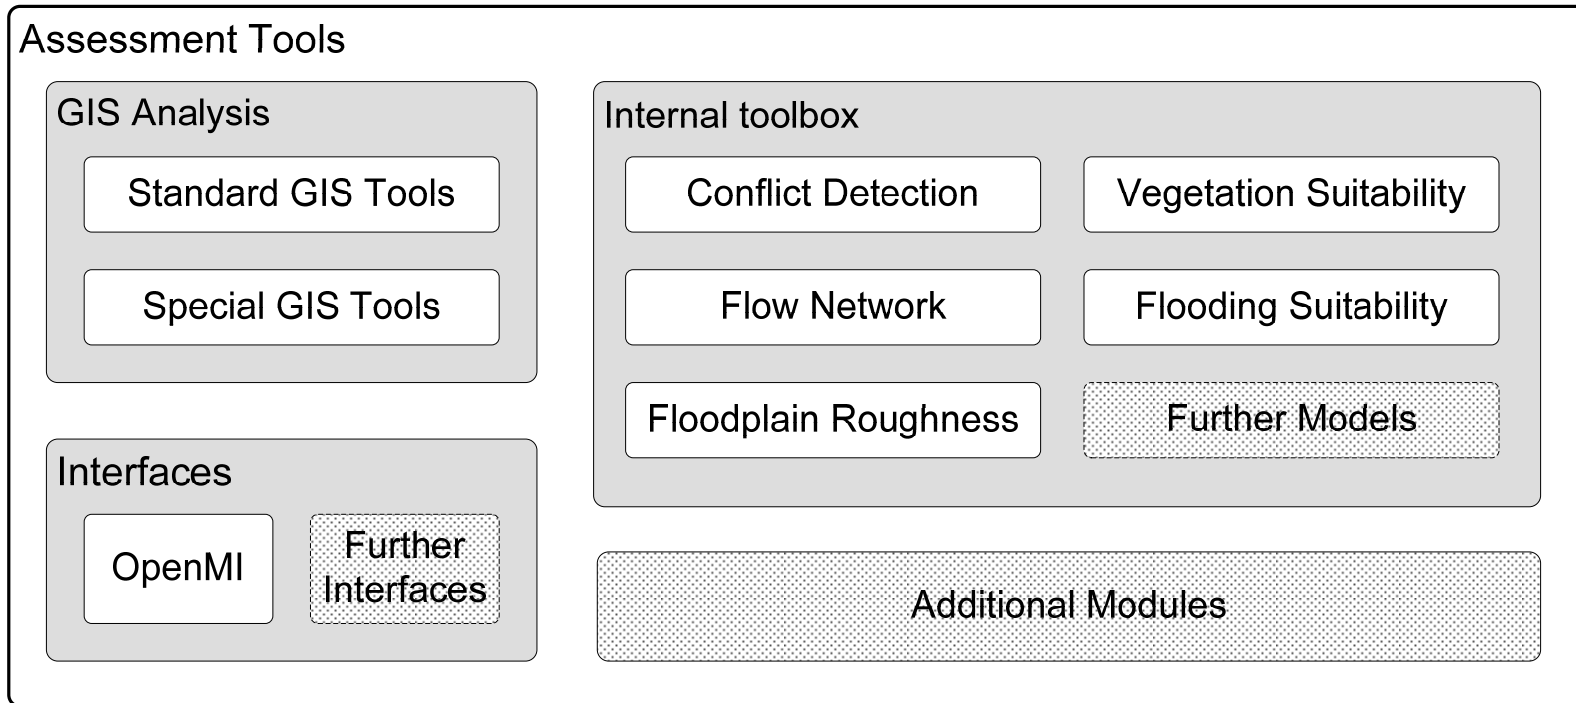 Assessment Tools
GIS Analysis
Standard GIS Tools
Special GIS Tools
Interfaces
OpenMI
Further
Interfaces
Internal toolbox
Conflict Detection
Vegetation Suitability
Flow Network
Flooding Suitability
Floodplain Roughness
Further Models
Additional Modules